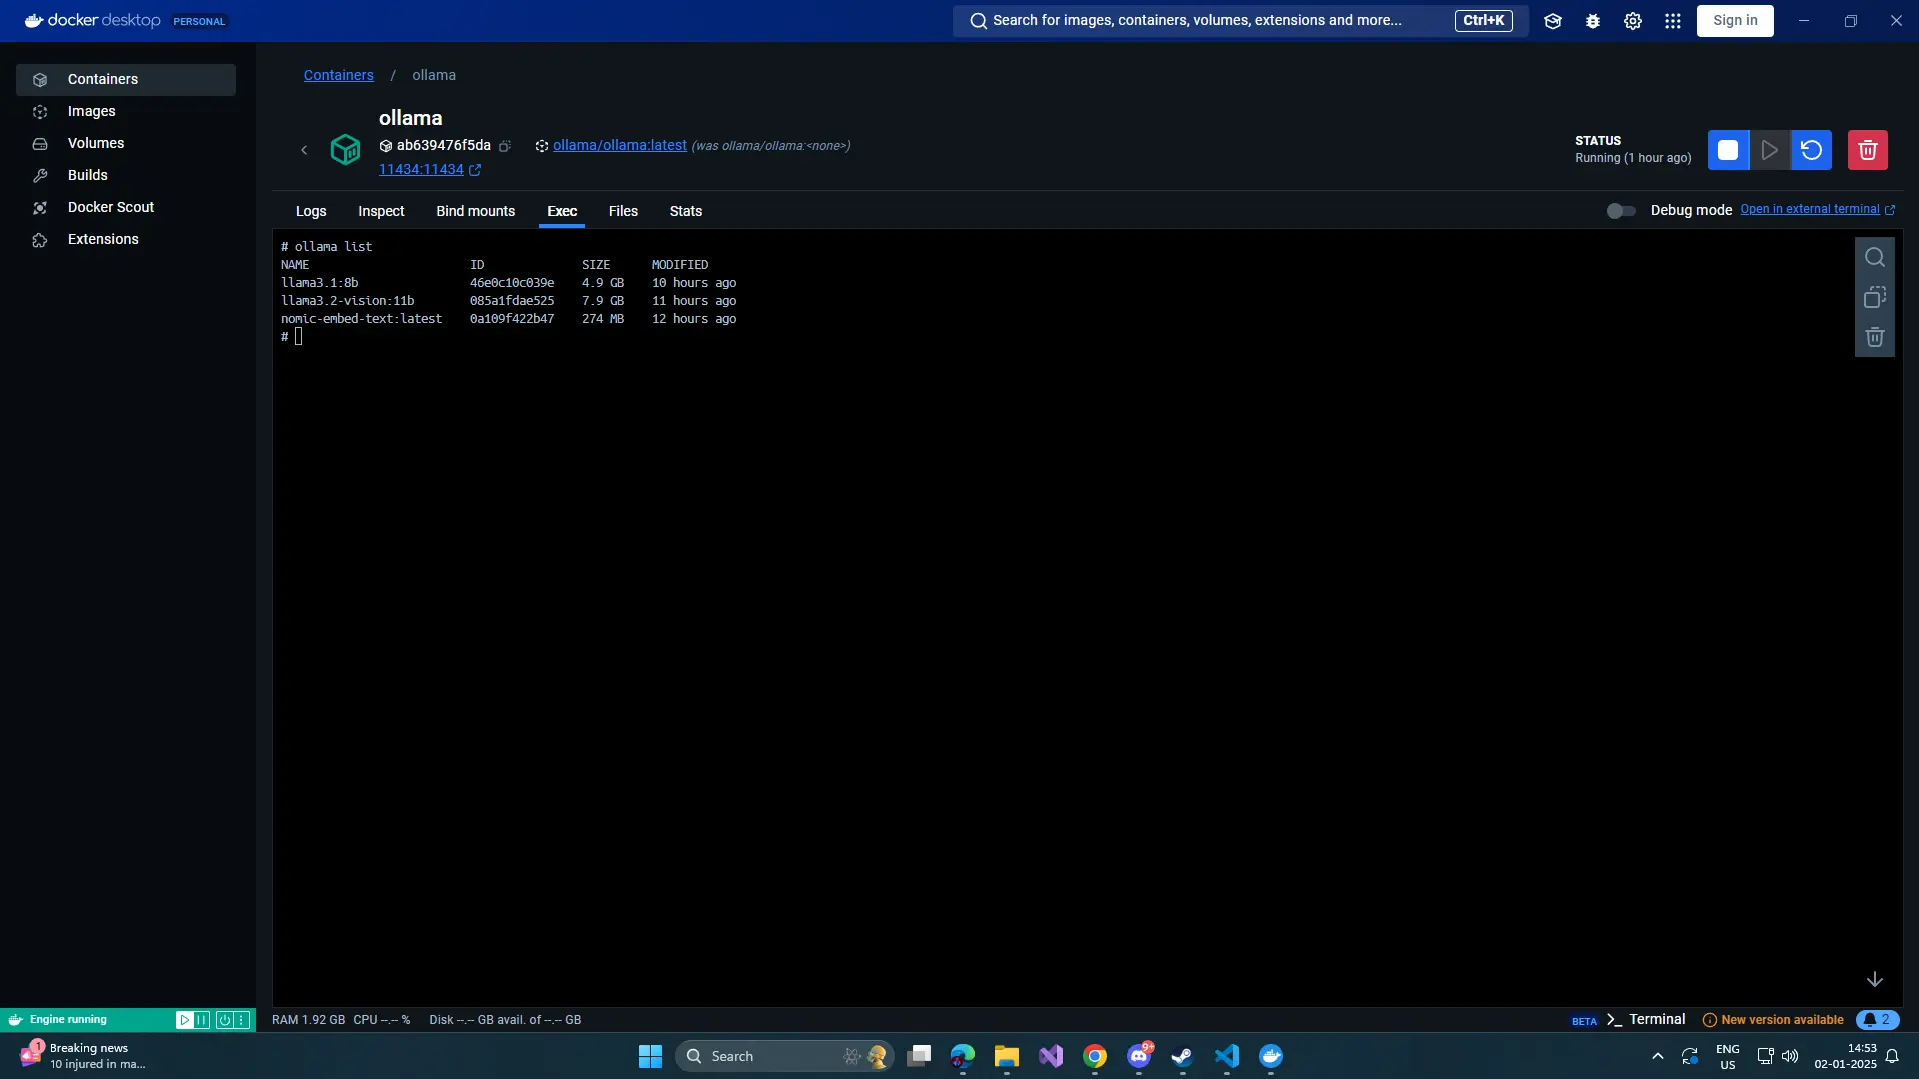 docker desktop PERSONAL
Search for images, containers, volumes, extensions and more... Ctrl+K
Sign in
Containers
Images
Volumes
Builds
Docker Scout
Extensions
Containers / ollama
ollama
ab639476f5da ollama/ollama:latest (was ollama/ollama:<none>)
11434:11434
STATUS
Running (1 hour ago)
Logs Inspect Bind mounts Exec Files Stats
Debug mode Open in external terminal
# ollama list
NAME ID SIZE MODIFIED
llama3.1:8b 46e0c10c039e 4.9 GB 10 hours ago
llama3.2-vision:11b 085a1fdae525 7.9 GB 11 hours ago
nomic-embed-text:latest 0a109f422b47 274 MB 12 hours ago
#
Engine running
RAM 1.92 GB CPU --.-- % Disk --.-- GB avail. of --.-- GB
BETA >_ Terminal New version available 2
1
Breaking news
10 injured in ma...
Search
9+
ENG
US
14:53
02-01-2025